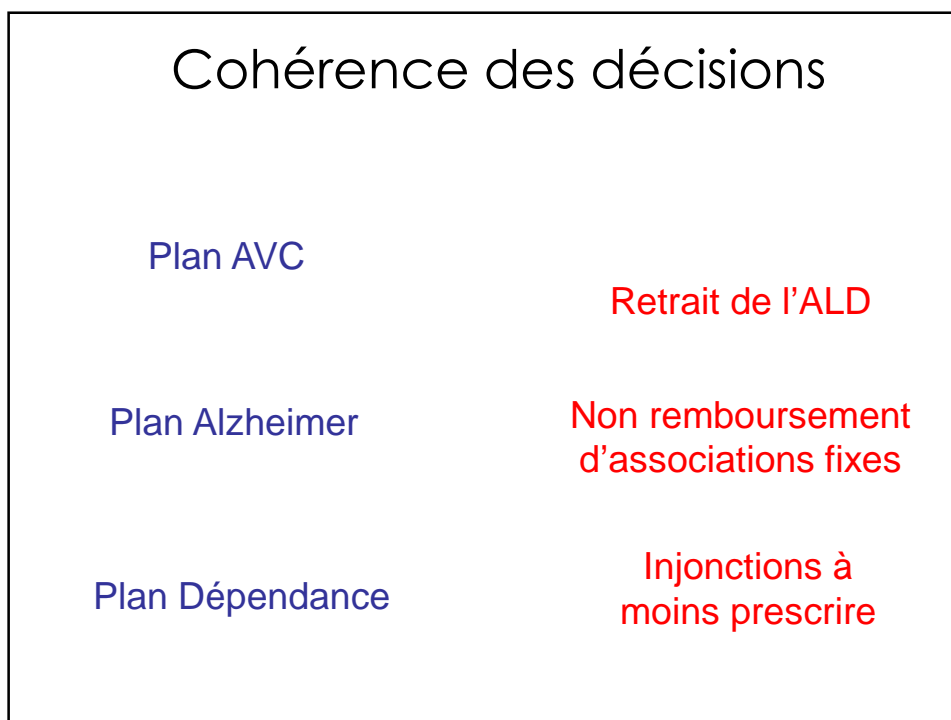 Cohérence des décisions
Plan AVC
Retrait de l’ALD
Plan Alzheimer
Non remboursement
d’associations fixes
Plan Dépendance
Injonctions à
moins prescrire